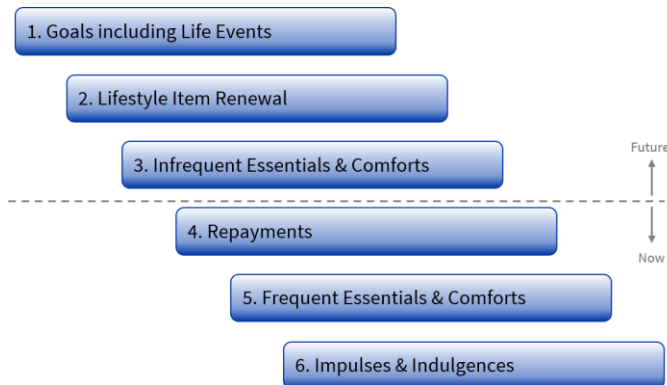 1. Goals including Life Events
2. Lifestyle Item Renewal
3. Infrequent Essentials & Comforts
Future
4. Repayments
Now
5. Frequent Essentials & Comforts
6. Impulses & Indulgences